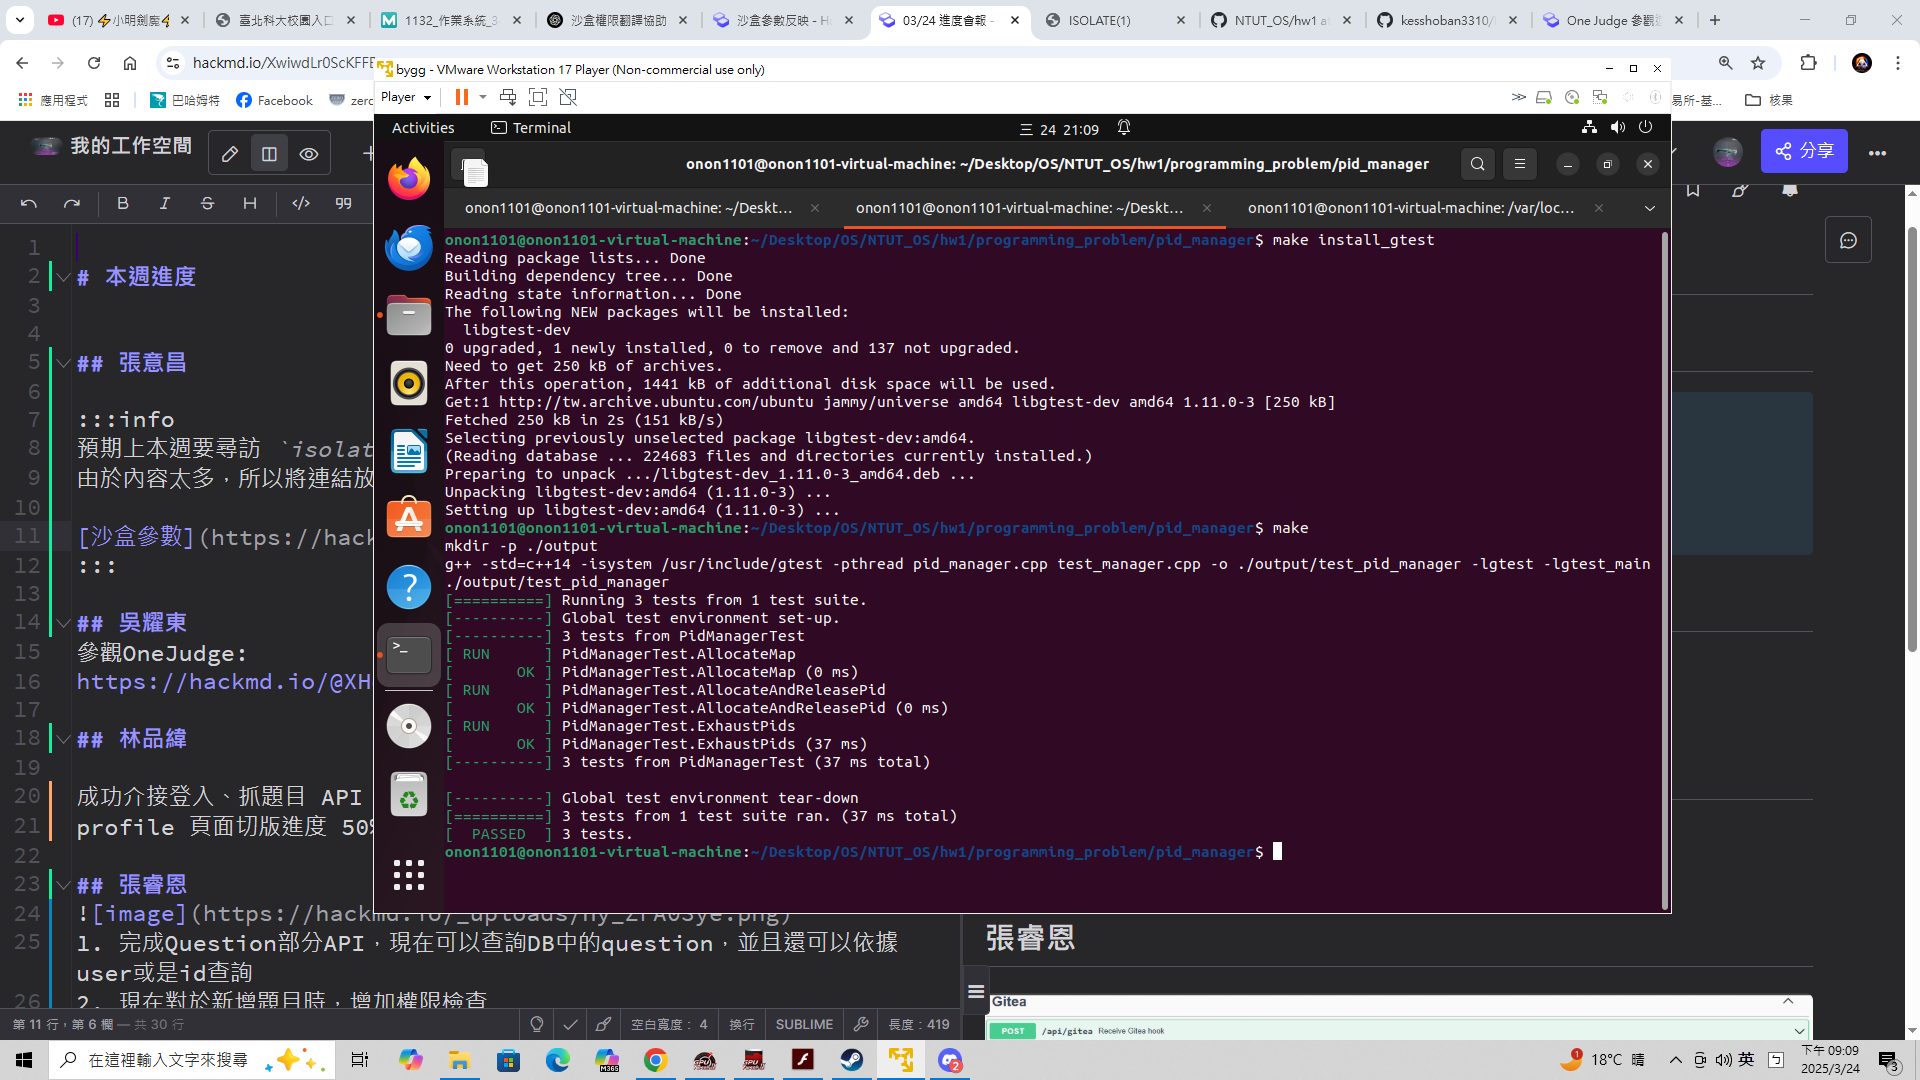 (17) ⚡小明劍魔⚡
臺北科大校園入口
1132_作業系統_3
沙盒權限翻譯協助
沙盒參數反映 - H
03/24 進度會報 -
ISOLATE(1)
NTUT_OS/hw1 a
kesshoban3310/
One Judge 參觀
hackmd.io/XwiwdLr0ScKFFE
應用程式
巴哈姆特
Facebook
zero
易所-基...
核果
bygg - VMware Workstation 17 Player (Non-commercial use only)
Player
Activities
Terminal
三 24 21:09
我的工作空間
分享
onon1101@onon1101-virtual-machine: ~/Desktop/OS/NTUT_OS/hw1/programming_problem/pid_manager
onon1101@onon1101-virtual-machine: ~/Deskt...
onon1101@onon1101-virtual-machine: ~/Deskt...
onon1101@onon1101-virtual-machine: /var/loc...
onon1101@onon1101-virtual-machine:~/Desktop/OS/NTUT_OS/hw1/programming_problem/pid_manager$ make install_gtest
Reading package lists... Done
Building dependency tree... Done
Reading state information... Done
The following NEW packages will be installed:
  libgtest-dev
0 upgraded, 1 newly installed, 0 to remove and 137 not upgraded.
Need to get 250 kB of archives.
After this operation, 1441 kB of additional disk space will be used.
Get:1 http://tw.archive.ubuntu.com/ubuntu jammy/universe amd64 libgtest-dev amd64 1.11.0-3 [250 kB]
Fetched 250 kB in 2s (151 kB/s)
Selecting previously unselected package libgtest-dev:amd64.
(Reading database ... 224683 files and directories currently installed.)
Preparing to unpack .../libgtest-dev_1.11.0-3_amd64.deb ...
Unpacking libgtest-dev:amd64 (1.11.0-3) ...
Setting up libgtest-dev:amd64 (1.11.0-3) ...
onon1101@onon1101-virtual-machine:~/Desktop/OS/NTUT_OS/hw1/programming_problem/pid_manager$ make
mkdir -p ./output
g++ -std=c++14 -isystem /usr/include/gtest -pthread pid_manager.cpp test_manager.cpp -o ./output/test_pid_manager -lgtest -lgtest_main
./output/test_pid_manager
[==========] Running 3 tests from 1 test suite.
[----------] Global test environment set-up.
[----------] 3 tests from PidManagerTest
[ RUN      ] PidManagerTest.AllocateMap
[       OK ] PidManagerTest.AllocateMap (0 ms)
[ RUN      ] PidManagerTest.AllocateAndReleasePid
[       OK ] PidManagerTest.AllocateAndReleasePid (0 ms)
[ RUN      ] PidManagerTest.ExhaustPids
[       OK ] PidManagerTest.ExhaustPids (37 ms)
[----------] 3 tests from PidManagerTest (37 ms total)
[----------] Global test environment tear-down
[==========] 3 tests from 1 test suite ran. (37 ms total)
[  PASSED  ] 3 tests.
onon1101@onon1101-virtual-machine:~/Desktop/OS/NTUT_OS/hw1/programming_problem/pid_manager$
1
2 # 本週進度
3
4
5 ## 張意昌
6
7 :::info
8 預期上本週要尋訪 `isolat
9 由於內容太多，所以將連結放
10
11 [沙盒參數](https://hack
12 :::
13
14 ## 吳耀東
15 參觀OneJudge:
16 https://hackmd.io/@XH
17
18 ## 林品緯
19
20 成功介接登入、抓題目 API
21 profile 頁面切版進度 50%
22
23 ## 張睿恩
24 ![image](https://hackmd.io/_uploads/
25 1. 完成Question部分API，現在可以查詢DB中的question，並且還可以依據
user或是id查詢
26 2. 現在對於新增題目時，增加權限檢查
第 11 行，第 6 欄 — 共 30 行
空白寬度： 4
換行
SUBLIME
長度：419
張睿恩
Gitea
POST /api/gitea Receive Gitea hook
在這裡輸入文字來搜尋
M365
2
1
18°C 晴
英
下午 09:09
2025/3/24
3